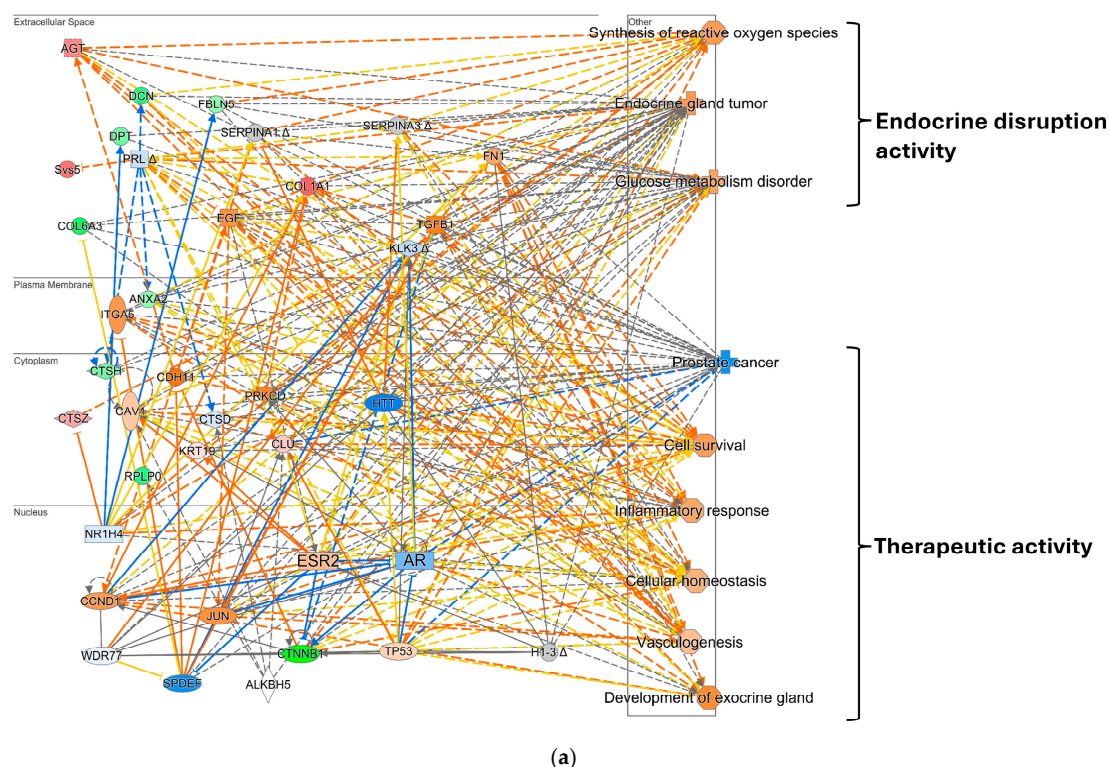 Extracellular Space
Other
AGT
Synthesis of reactive oxygen species
DCN
FBLN5
Endocrine gland tumor
DPT
SERPINA1 Δ
SERPINA3 Δ
Endocrine disruption
activity
PRL Δ
FN1
Svs5
COL1A1
Glucose metabolism disorder
COL6A3
EGF
TGFB1
KLK3 Δ
Plasma Membrane
ANXA2
ITGA5
Cytoplasm
Prostate cancer
CTSH
CDH11
PRKCD
HTT
CTSZ
CAV1
CTSD
CLU
Cell survival
KRT19
RPLP0
Nucleus
Inflammatory response
NR1H4
Therapeutic activity
ESR2
AR
Cellular homeostasis
CCND1
JUN
Vasculogenesis
WDR77
CTNNB1
TP53
H1-3 Δ
SPDEF
ALKBH5
Development of exocrine gland
(a)